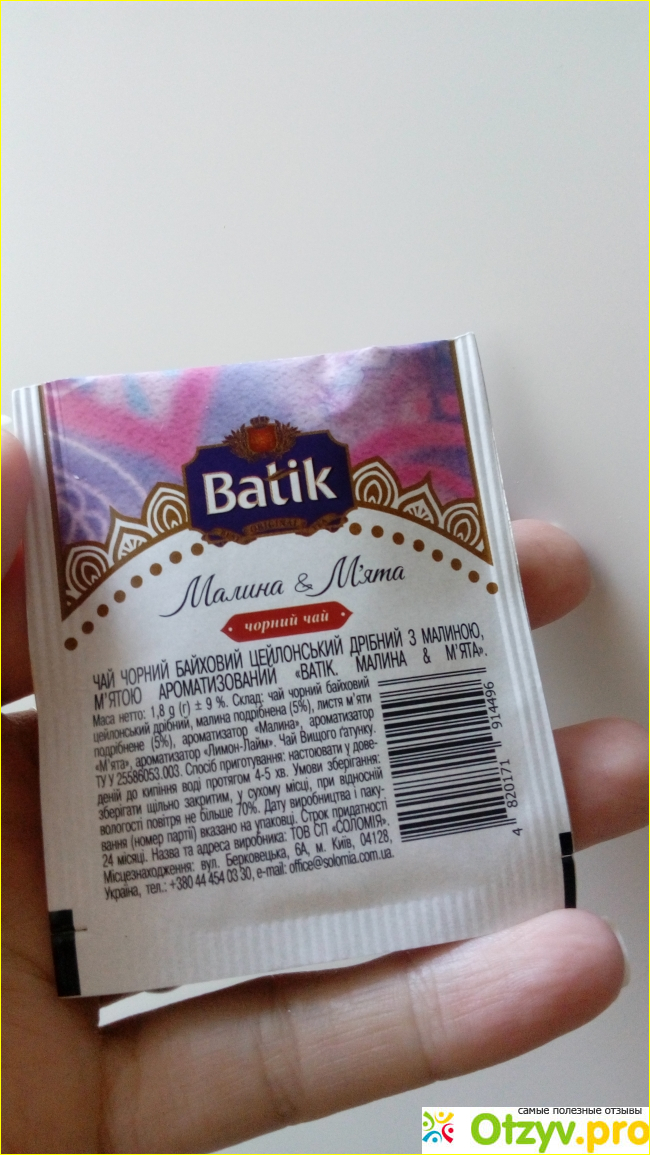 Batik
ORIGINAL
Малина & М'ята
чорний чай
ЧАЙ ЧОРНИЙ БАЙХОВИЙ ЦЕЙЛОНСЬКИЙ ДРІБНИЙ З МАЛИНОЮ,
М'ЯТОЮ АРОМАТИЗОВАНИЙ «BATIK. МАЛИНА & М'ЯТА».
Маса нетто: 1,8 g (г) ± 9 %. Склад: чай чорний байховий
цейлонський дрібний, малина подрібнена (5%), листя м'яти
подрібнене (5%), ароматизатор «Малина», ароматизатор
«М'ята», ароматизатор «Лимон-Лайм». Чай Вищого ґатунку.
ТУ У 25586053.003. Спосіб приготування: настоювати у дове-
деній до кипіння воді протягом 4-5 хв. Умови зберігання:
зберігати щільно закритим, у сухому місці, при відносній
вологості повітря не більше 70%. Дату виробництва і паку-
вання (номер партії) вказано на упаковці. Строк придатності
24 місяці. Назва та адреса виробника: ТОВ СП «СОЛОМІЯ».
Місцезнаходження: вул. Берковецька, 6А, м. Київ, 04128,
Україна, тел.: +380 44 454 03 30, e-mail: office@solomia.com.ua.
4 820171 914496
самые полезные отзывы
Otzyv.pro